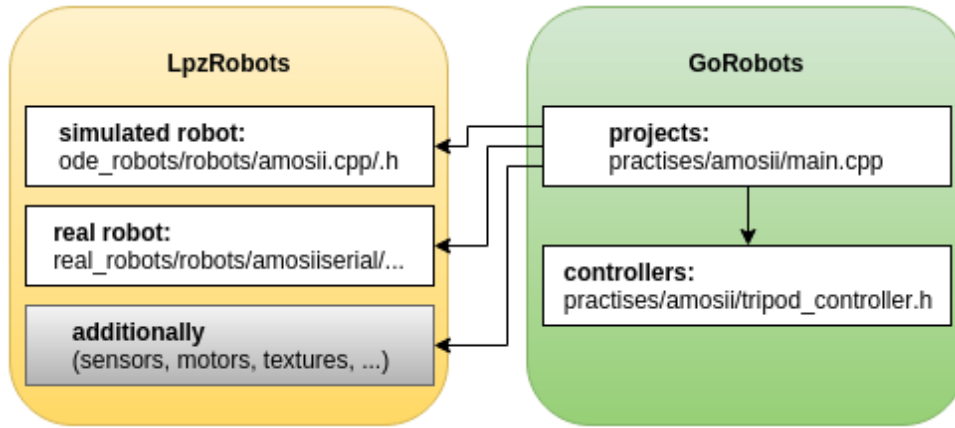 LpzRobots
simulated robot:
ode_robots/robots/amosii.cpp/.h
real robot:
real_robots/robots/amosiiserial/...
additionally
(sensors, motors, textures, ...)
GoRobots
projects:
practises/amosii/main.cpp
controllers:
practises/amosii/tripod_controller.h